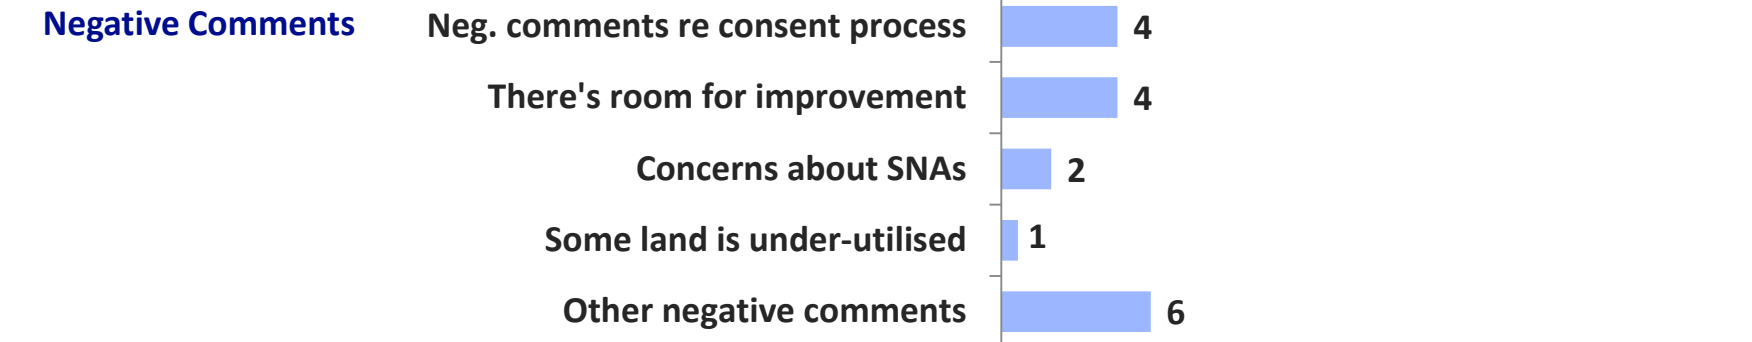 Negative Comments
Neg. comments re consent process 4
There's room for improvement 4
Concerns about SNAs 2
Some land is under-utilised 1
Other negative comments 6